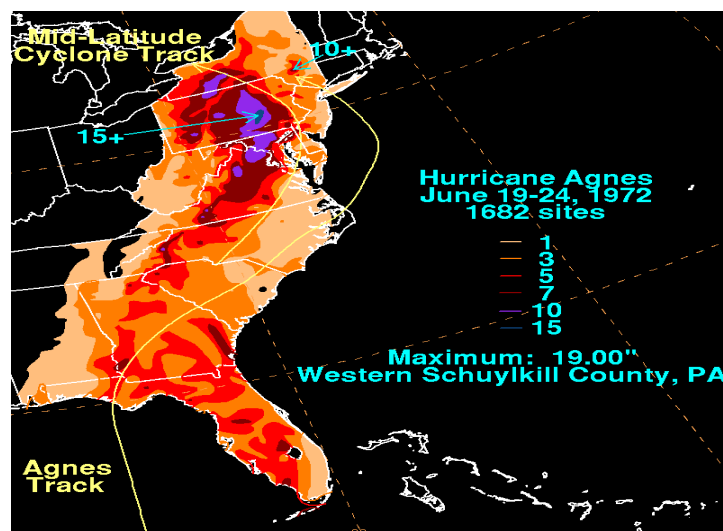 Mid-Latitude
Cyclone Track
10+
15+
Hurricane Agnes
June 19-24, 1972
1682 sites
1
3
5
7
10
15
Maximum: 19.00"
Western Schuylkill County, PA
Agnes
Track